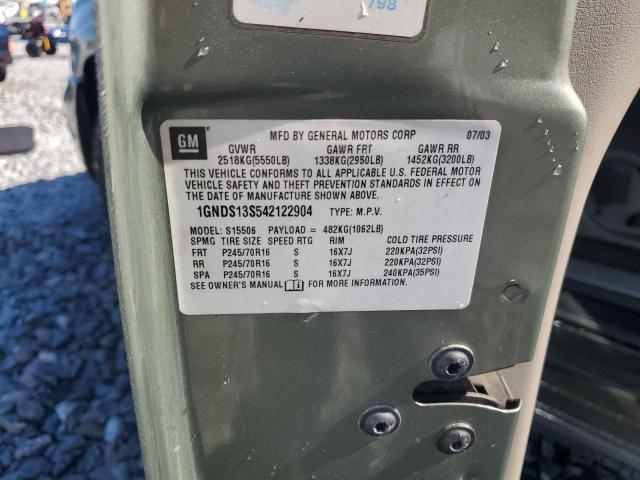 798
GM
MFD BY GENERAL MOTORS CORP 07/03
GVWR GAWR FRT GAWR RR
2518KG(5550LB) 1338KG(2950LB) 1452KG(3200LB)
THIS VEHICLE CONFORMS TO ALL APPLICABLE U.S. FEDERAL MOTOR
VEHICLE SAFETY AND THEFT PREVENTION STANDARDS IN EFFECT ON
THE DATE OF MANUFACTURE SHOWN ABOVE.
1GNDS13S542122904 TYPE: M.P.V.
MODEL: S15506 PAYLOAD = 482KG(1062LB)
SPMG TIRE SIZE SPEED RTG RIM COLD TIRE PRESSURE
FRT P245/70R16 S 16X7J 220KPA(32PSI)
RR P245/70R16 S 16X7J 220KPA(32PSI)
SPA P245/70R16 S 16X7J 240KPA(35PSI)
SEE OWNER'S MANUAL FOR MORE INFORMATION.